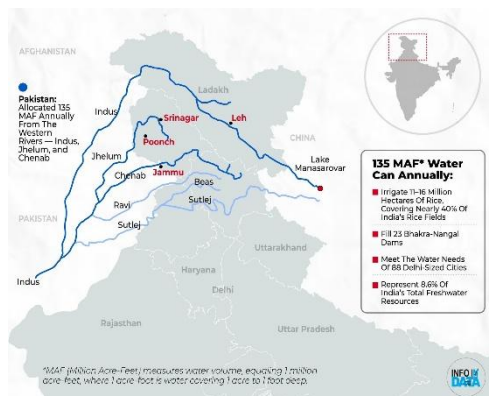 AFGHANISTAN
Pakistan:
Allocated 135
MAF Annually
From The
Western
Rivers — Indus,
Jhelum, and
Chenab
Indus
Ladakh
Srinagar
Leh
Poonch
CHINA
Jhelum
Lake
Manasarovar
Jammu
Chenab
Beas
Ravi
Sutlej
PAKISTAN
Sutlej
Indus
Uttarakhand
Haryana
Delhi
Rajasthan
Uttar Pradesh
135 MAF* Water
Can Annually:
Irrigate 11-16 Million
Hectares Of Rice,
Covering Nearly 40% Of
India's Rice Fields
Fill 23 Bhakra-Nangal
Dams
Meet The Water Needs
Of 88 Delhi-Sized Cities
Represent 8.6% Of
India's Total Freshwater
Resources
*MAF (Million Acre-Feet) measures water volume, equaling 1 million
acre-feet, where 1 acre-foot is water covering 1 acre to 1 foot deep.
INFO IN
DATA